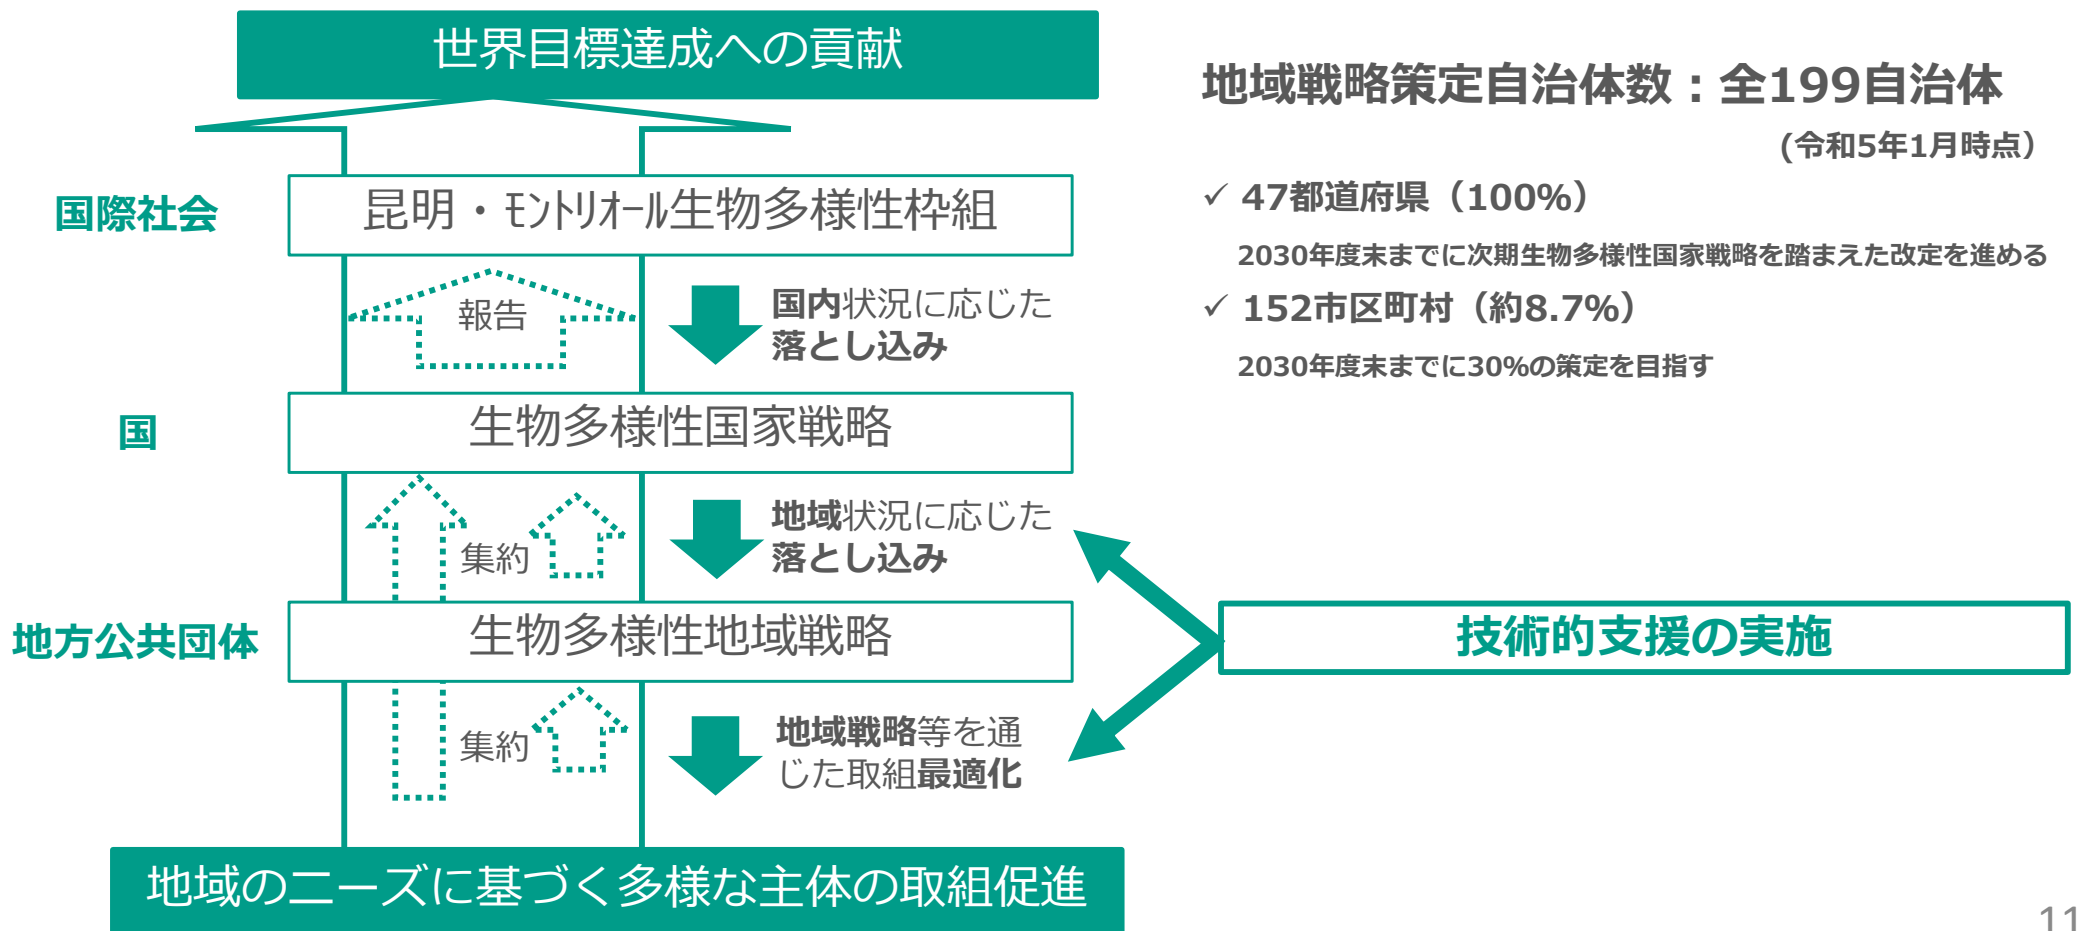 世界目標達成への貢献
国際社会
昆明・ﾓﾝﾄﾘｵｰﾙ生物多様性枠組
報告
国内状況に応じた
落とし込み
国
生物多様性国家戦略
集約
地域状況に応じた
落とし込み
地方公共団体
生物多様性地域戦略
集約
地域戦略等を通
じた取組最適化
地域のニーズに基づく多様な主体の取組促進
地域戦略策定自治体数：全199自治体
(令和5年1月時点）
✓ 47都道府県（100%）
2030年度末までに次期生物多様性国家戦略を踏まえた改定を進める
✓ 152市区町村（約8.7%）
2030年度末までに30%の策定を目指す
技術的支援の実施
11